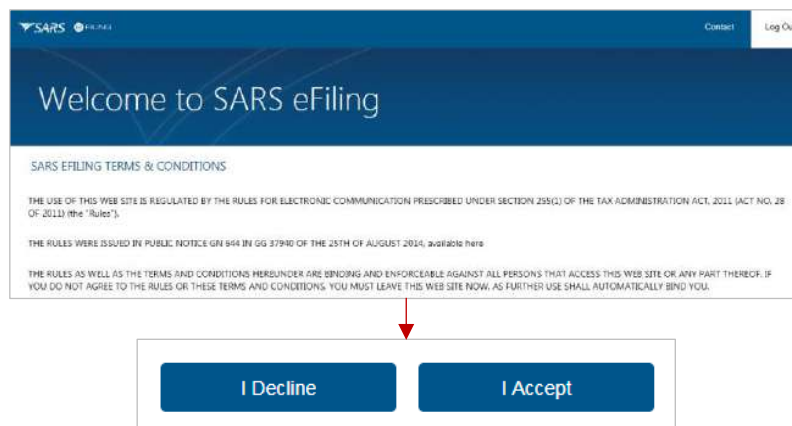 SARS eFILING Contact Log Ou
Welcome to SARS eFiling
SARS EFILING TERMS & CONDITIONS
THE USE OF THIS WEB SITE IS REGULATED BY THE RULES FOR ELECTRONIC COMMUNICATION PRESCRIBED UNDER SECTION 255(1) OF THE TAX ADMINISTRATION ACT, 2011 (ACT NO. 28
OF 2011) (the "Rules").
THE RULES WERE ISSUED IN PUBLIC NOTICE GN 644 IN GG 37940 OF THE 25TH OF AUGUST 2014, available here
THE RULES AS WELL AS THE TERMS AND CONDITIONS HEREUNDER ARE BINDING AND ENFORCEABLE AGAINST ALL PERSONS THAT ACCESS THIS WEB SITE OR ANY PART THEREOF. IF
YOU DO NOT AGREE TO THE RULES OR THESE TERMS AND CONDITIONS, YOU MUST LEAVE THIS WEB SITE NOW, AS FURTHER USE SHALL AUTOMATICALLY BIND YOU.
I Decline I Accept